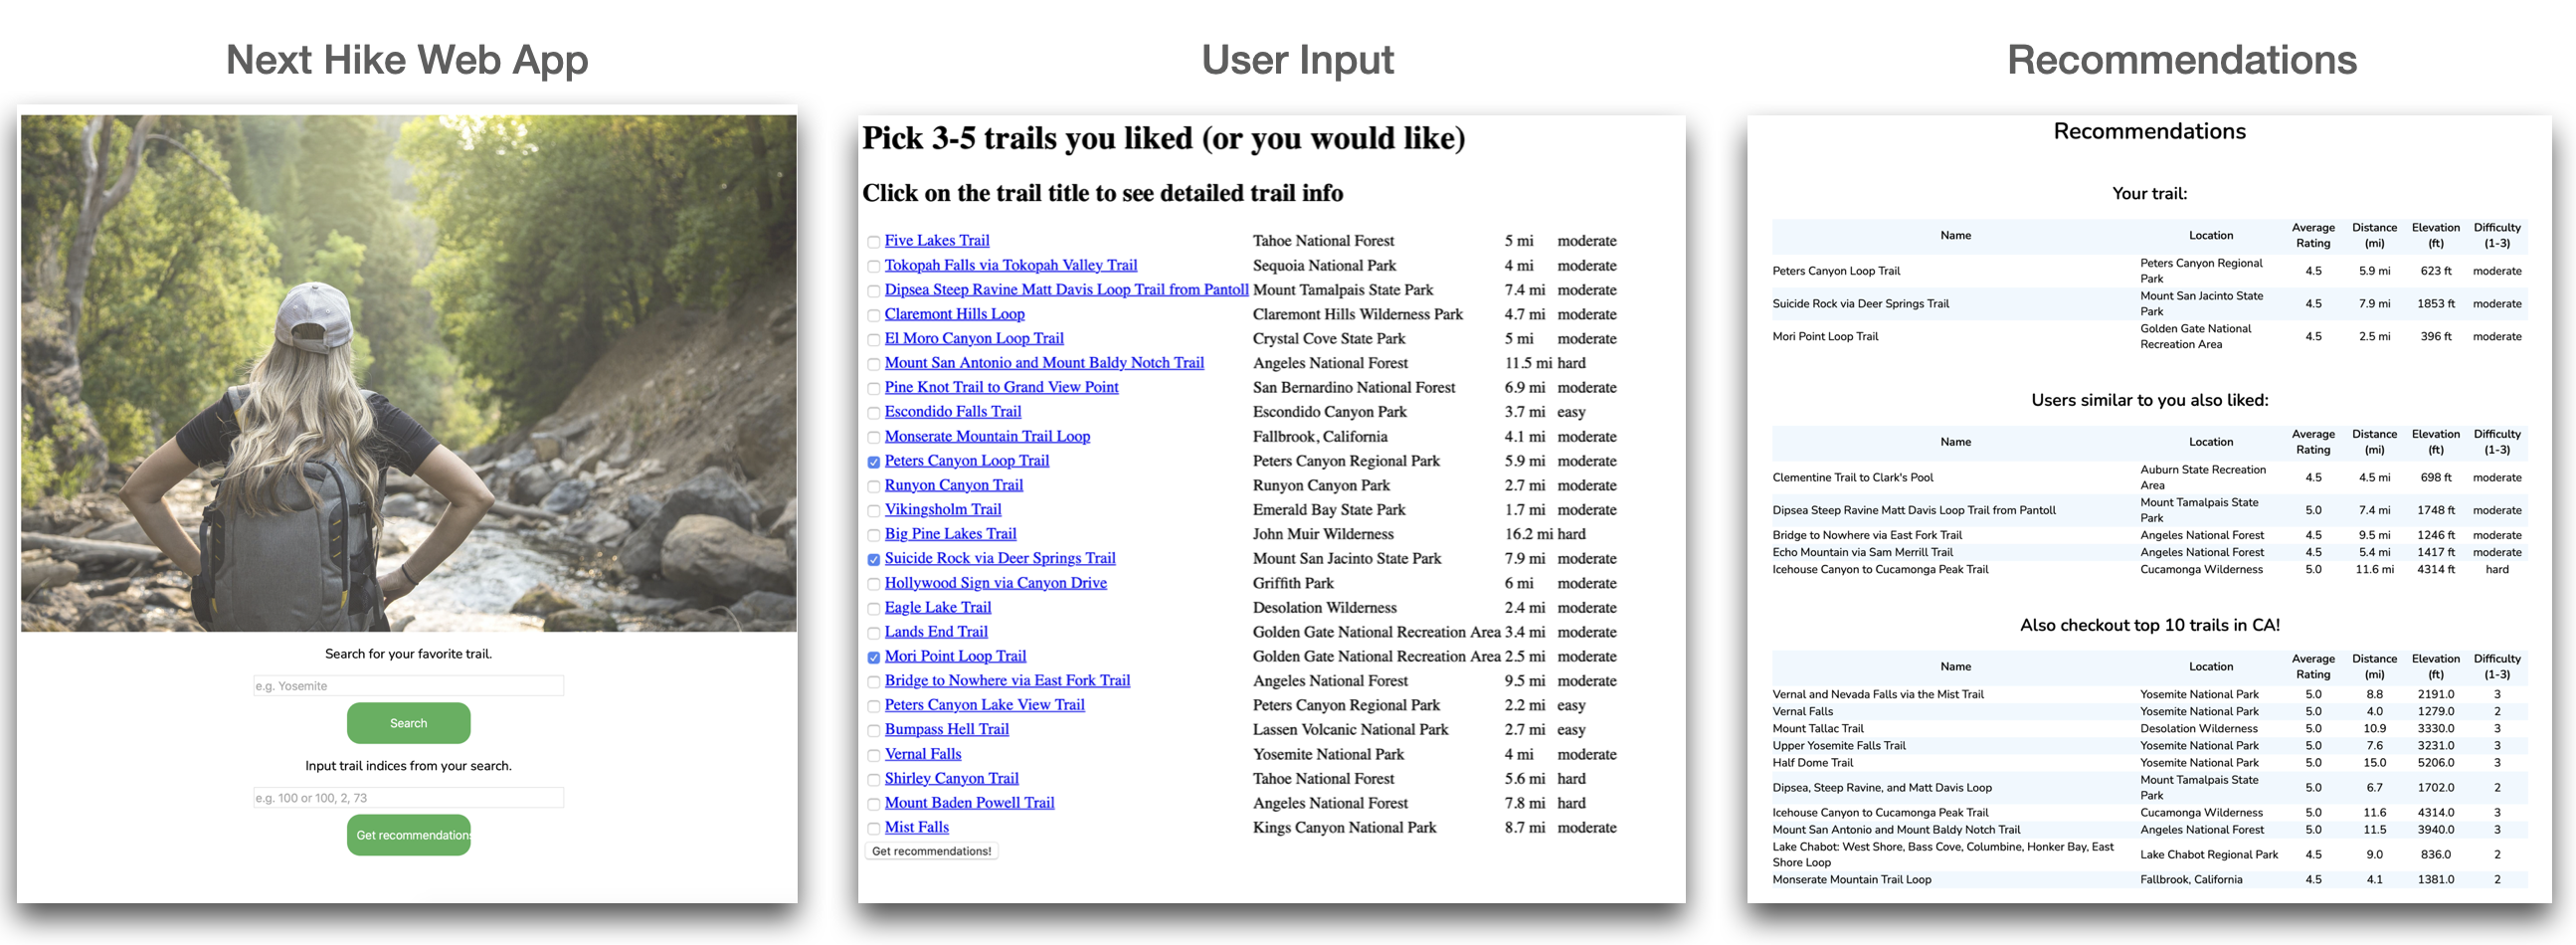 Next Hike Web App
Search for your favorite trail.
e.g. Yosemite
Search
Input trail indices from your search.
e.g. 100 or 100, 2, 73
Get recommendations
User Input
Pick 3-5 trails you liked (or you would like)
Click on the trail title to see detailed trail info
Five Lakes Trail Tahoe National Forest 5 mi moderate
Tokopah Falls via Tokopah Valley Trail Sequoia National Park 4 mi moderate
Dipsea Steep Ravine Matt Davis Loop Trail from Pantoll Mount Tamalpais State Park 7.4 mi moderate
Claremont Hills Loop Claremont Hills Wilderness Park 4.7 mi moderate
El Moro Canyon Loop Trail Crystal Cove State Park 5 mi moderate
Mount San Antonio and Mount Baldy Notch Trail Angeles National Forest 11.5 mi hard
Pine Knot Trail to Grand View Point San Bernardino National Forest 6.9 mi moderate
Escondido Falls Trail Escondido Canyon Park 3.7 mi easy
Monserate Mountain Trail Loop Fallbrook, California 4.1 mi moderate
Peters Canyon Loop Trail Peters Canyon Regional Park 5.9 mi moderate
Runyon Canyon Trail Runyon Canyon Park 2.7 mi moderate
Vikingsholm Trail Emerald Bay State Park 1.7 mi moderate
Big Pine Lakes Trail John Muir Wilderness 16.2 mi hard
Suicide Rock via Deer Springs Trail Mount San Jacinto State Park 7.9 mi moderate
Hollywood Sign via Canyon Drive Griffith Park 6 mi moderate
Eagle Lake Trail Desolation Wilderness 2.4 mi moderate
Lands End Trail Golden Gate National Recreation Area 3.4 mi moderate
Mori Point Loop Trail Golden Gate National Recreation Area 2.5 mi moderate
Bridge to Nowhere via East Fork Trail Angeles National Forest 9.5 mi moderate
Peters Canyon Lake View Trail Peters Canyon Regional Park 2.2 mi easy
Bumpass Hell Trail Lassen Volcanic National Park 2.7 mi easy
Vernal Falls Yosemite National Park 4 mi moderate
Shirley Canyon Trail Tahoe National Forest 5.6 mi hard
Mount Baden Powell Trail Angeles National Forest 7.8 mi hard
Mist Falls Kings Canyon National Park 8.7 mi moderate
Get recommendations!
Recommendations
Recommendations
Your trail:
Name Location Average Rating Distance (mi) Elevation (ft) Difficulty (1-3)
Peters Canyon Loop Trail Peters Canyon Regional Park 4.5 5.9 mi 623 ft moderate
Suicide Rock via Deer Springs Trail Mount San Jacinto State Park 4.5 7.9 mi 1853 ft moderate
Mori Point Loop Trail Golden Gate National Recreation Area 4.5 2.5 mi 396 ft moderate
Users similar to you also liked:
Name Location Average Rating Distance (mi) Elevation (ft) Difficulty (1-3)
Clementine Trail to Clark's Pool Auburn State Recreation Area 4.5 4.5 mi 698 ft moderate
Dipsea Steep Ravine Matt Davis Loop Trail from Pantoll Mount Tamalpais State Park 5.0 7.4 mi 1748 ft moderate
Bridge to Nowhere via East Fork Trail Angeles National Forest 4.5 9.5 mi 1246 ft moderate
Echo Mountain via Sam Merrill Trail Angeles National Forest 4.5 5.4 mi 1417 ft moderate
Icehouse Canyon to Cucamonga Peak Trail Cucamonga Wilderness 5.0 11.6 mi 4314 ft hard
Also checkout top 10 trails in CA!
Name Location Average Rating Distance (mi) Elevation (ft) Difficulty (1-3)
Vernal and Nevada Falls via the Mist Trail Yosemite National Park 5.0 8.8 2191.0 3
Vernal Falls Yosemite National Park 5.0 4.0 1279.0 2
Mount Tallac Trail Desolation Wilderness 5.0 10.9 3330.0 3
Upper Yosemite Falls Trail Yosemite National Park 5.0 7.6 3231.0 3
Half Dome Trail Yosemite National Park 5.0 15.0 5206.0 3
Dipsea, Steep Ravine, and Matt Davis Loop Mount Tamalpais State Park 5.0 6.7 1702.0 2
Icehouse Canyon to Cucamonga Peak Trail Cucamonga Wilderness 5.0 11.6 4314.0 3
Mount San Antonio and Mount Baldy Notch Trail Angeles National Forest 5.0 11.5 3940.0 3
Lake Chabot: West Shore, Bass Cove, Columbine, Honker Bay, East Shore Loop Lake Chabot Regional Park 4.5 9.0 836.0 2
Monserate Mountain Trail Loop Fallbrook, California 4.5 4.1 1381.0 2